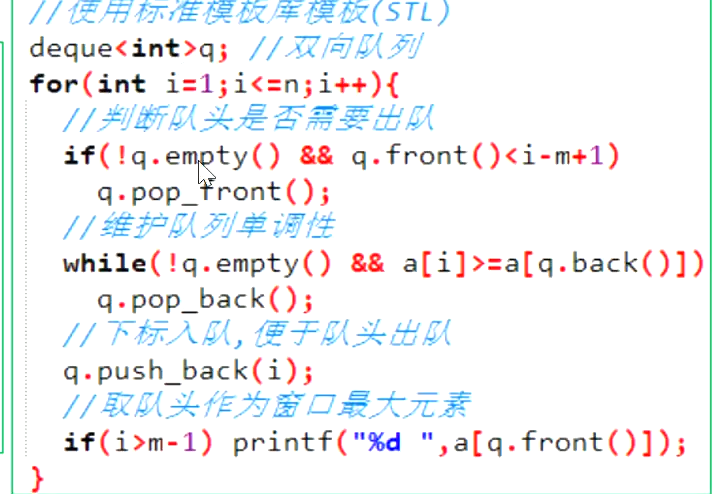 //使用标准模板库模板(STL)
deque<int>q; //双向队列
for(int i=1;i<=n;i++){
//判断队头是否需要出队
if(!q.empty() && q.front()<i-m+1)
q.pop_front();
//维护队列单调性
while(!q.empty() && a[i]>=a[q.back()])
q.pop_back();
//下标入队,便于队头出队
q.push_back(i);
//取队头作为窗口最大元素
if(i>m-1) printf("%d ",a[q.front()]);
}